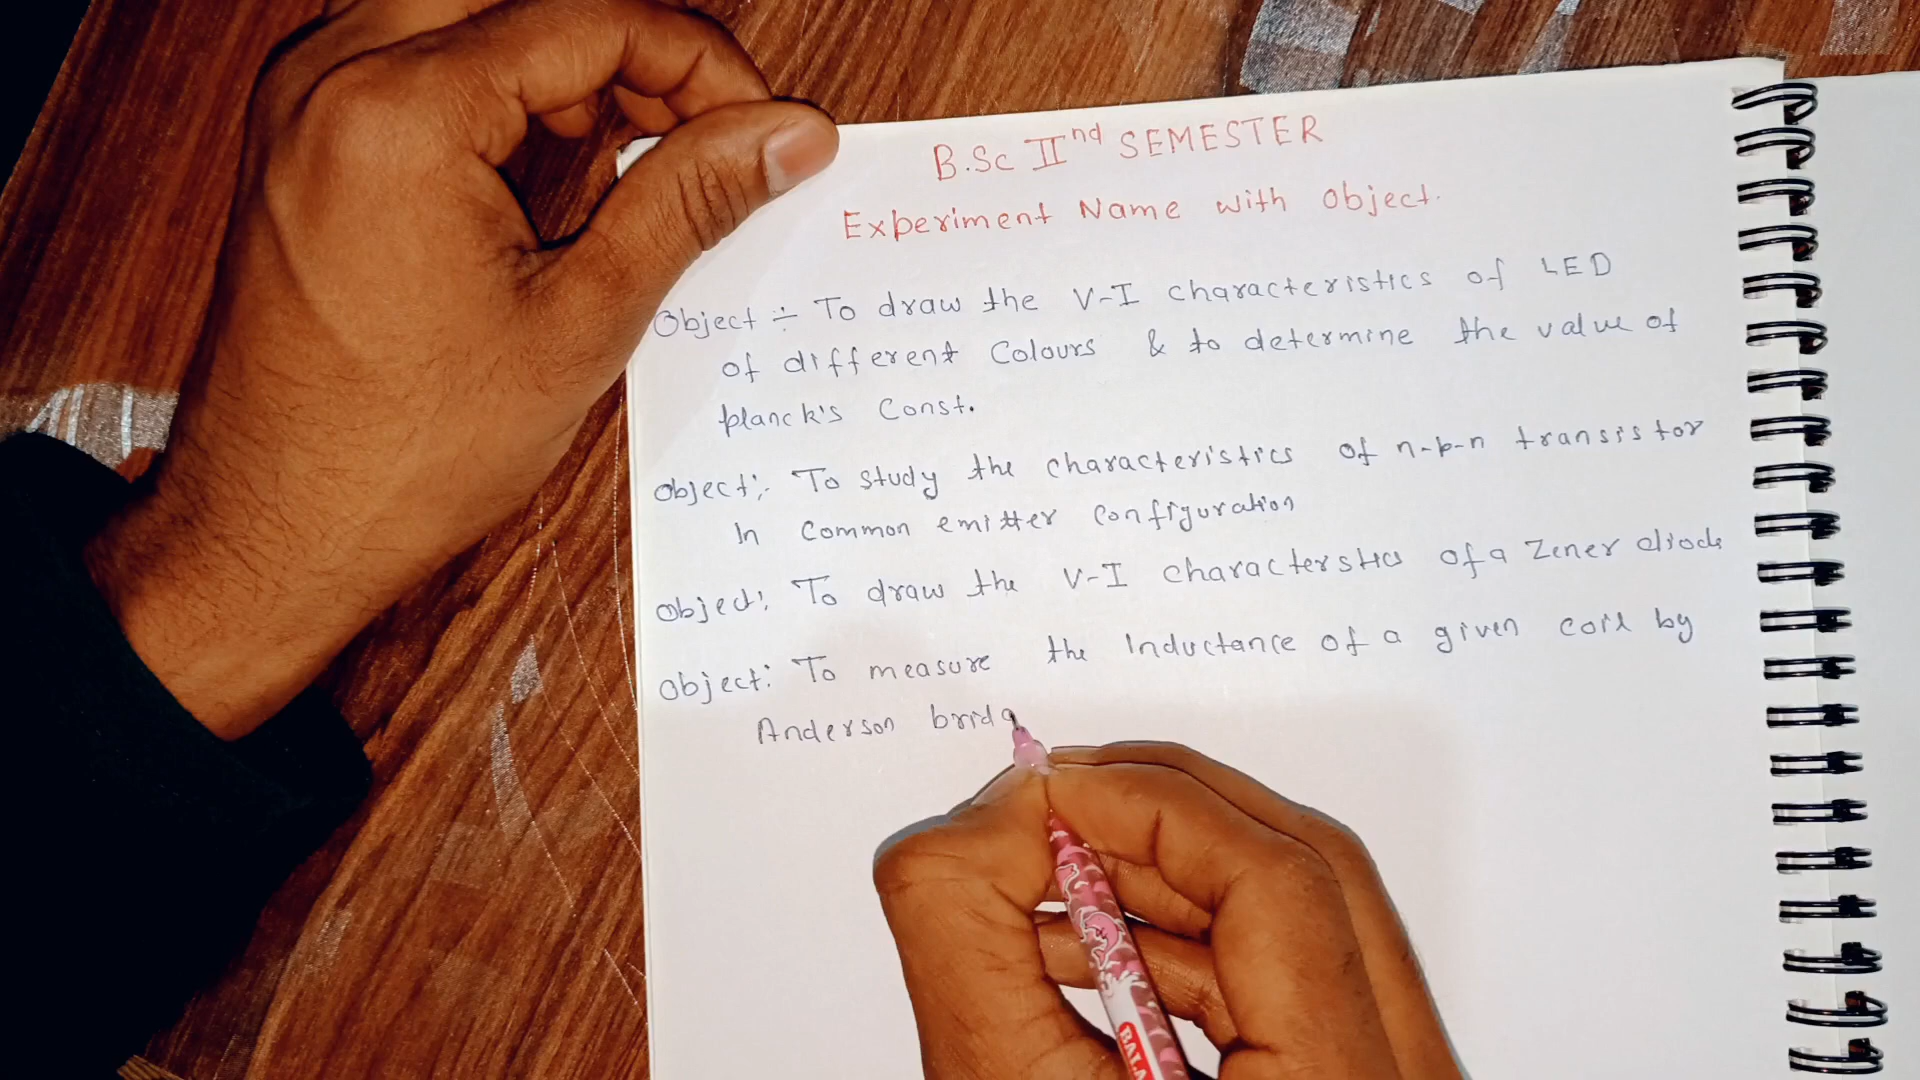 B.Sc IInd SEMESTER
Experiment Name with Object.
Object ÷ To draw the V-I characteristics of LED
of different Colours & to determine the value of
planck's Const.
Object:- To study the characteristics of n-p-n transistor
In Common emitter Configuration
Object: To draw the V-I characterstics of a Zener diode
Object: To measure the Inductance of a given coil by
Anderson bridg
BALA